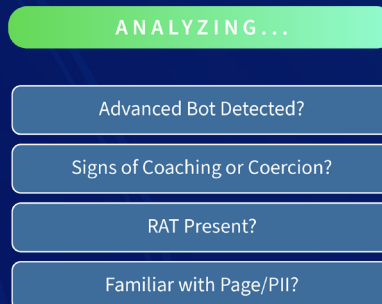 ANALYZING...
Advanced Bot Detected?
Signs of Coaching or Coercion?
RAT Present?
Familiar with Page/PII?